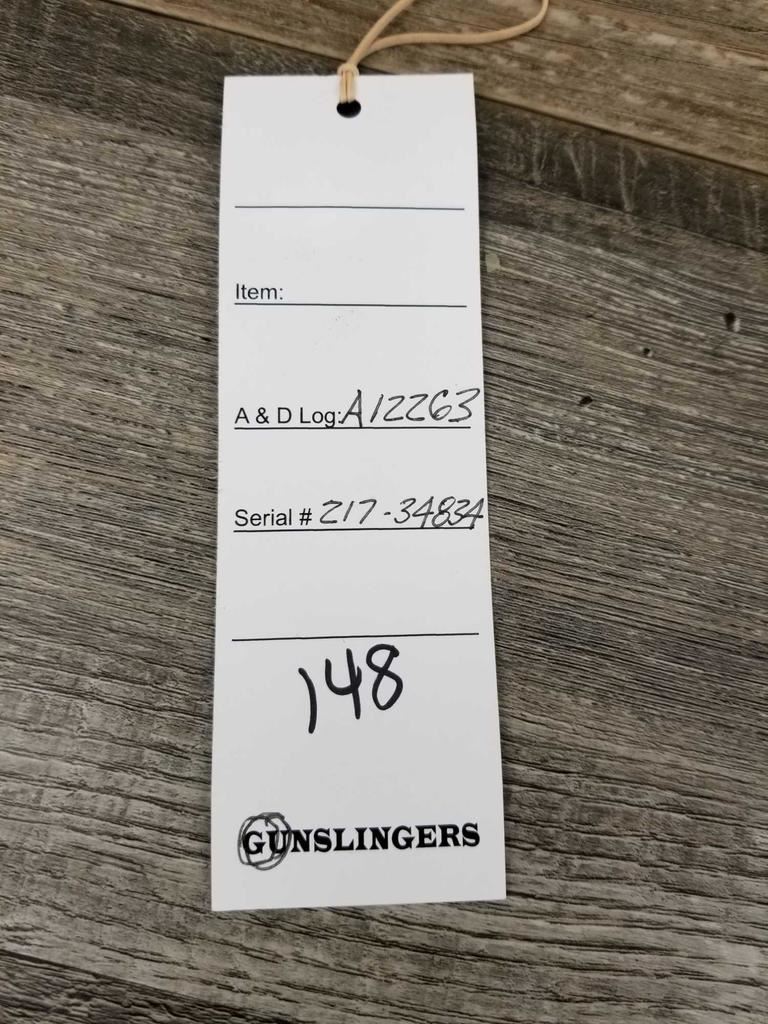 Item:
A & D Log: A12263
Serial # 217-34834
148
GUNSLINGERS